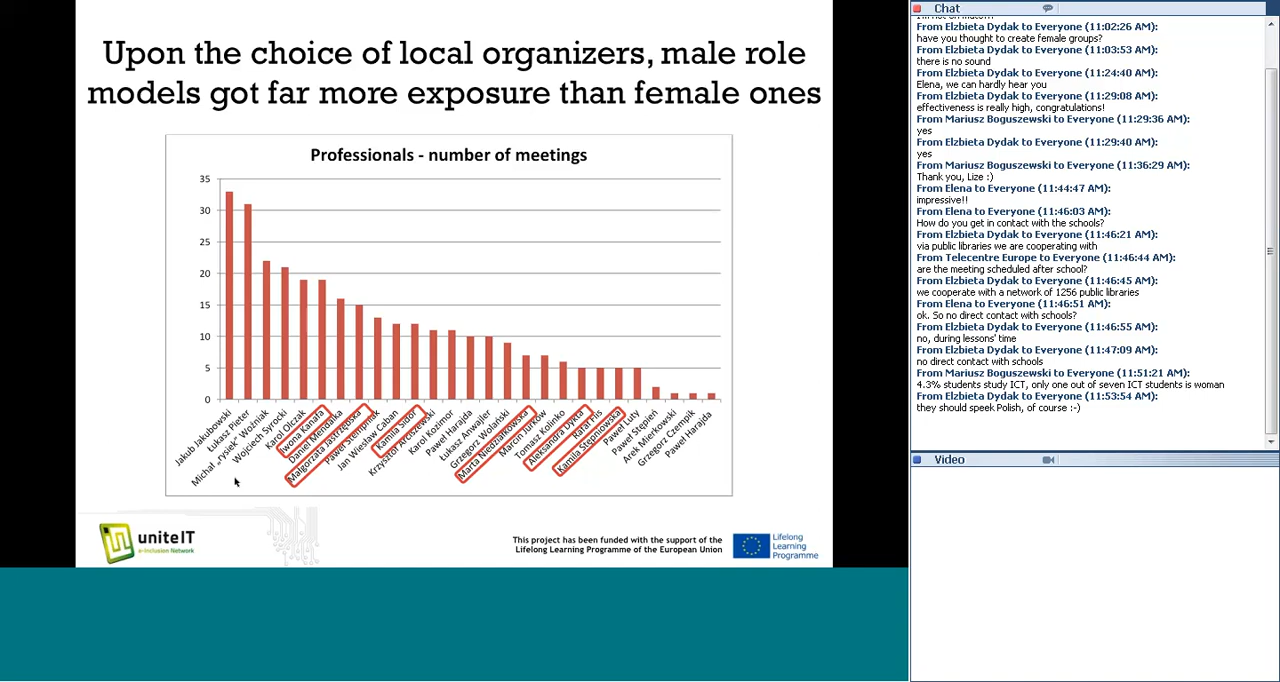 Upon the choice of local organizers, male role
models got far more exposure than female ones
Professionals - number of meetings
35
30
25
20
15
10
5
0
Jakub Jakubowski
Łukasz Pieter
Michał „rysiek” Woźniak
Wojciech Syrocki
Karol Olczak
Iwona Kanała
Daniel Mendalka
Małgorzata Jastrzębska
Paweł Stempniak
Jan Wiesław Caban
Kamila Sidor
Krzysztof Arciszewski
Karol Kozimor
Paweł Harajda
Łukasz Anwajler
Grzegorz Wolański
Marta Niedziałkowska
Marcin Jurków
Tomasz Kolinko
Aleksandra Dykta
Rafał Flis
Kamila Stępniowska
Paweł Luty
Paweł Stępień
Arek Mierkowski
Grzegorz Czempik
Paweł Harajda
uniteIT
e-Inclusion Network
This project has been funded with the support of the
Lifelong Learning Programme of the European Union
Lifelong
Learning
Programme
Chat
From Elzbieta Dydak to Everyone (11:02:26 AM):
have you thought to create female groups?
From Elzbieta Dydak to Everyone (11:03:53 AM):
there is no sound
From Elzbieta Dydak to Everyone (11:24:40 AM):
Elena, we can hardly hear you
From Elzbieta Dydak to Everyone (11:29:08 AM):
effectiveness is really high, congratulations!
From Mariusz Boguszewski to Everyone (11:29:36 AM):
yes
From Elzbieta Dydak to Everyone (11:29:40 AM):
yes
From Mariusz Boguszewski to Everyone (11:36:29 AM):
Thank you, Lize :)
From Elena to Everyone (11:44:47 AM):
impressive!!
From Elena to Everyone (11:46:03 AM):
How do you get in contact with the schools?
From Elzbieta Dydak to Everyone (11:46:21 AM):
via public libraries we are cooperating with
From Telecentre Europe to Everyone (11:46:44 AM):
are the meeting scheduled after school?
From Elzbieta Dydak to Everyone (11:46:45 AM):
we cooperate with a network of 1256 public libraries
From Elena to Everyone (11:46:51 AM):
ok. So no direct contact with schools?
From Elzbieta Dydak to Everyone (11:46:55 AM):
no, during lessons' time
From Elzbieta Dydak to Everyone (11:47:09 AM):
no direct contact with schools
From Mariusz Boguszewski to Everyone (11:51:21 AM):
4.3% students study ICT, only one out of seven ICT students is woman
From Elzbieta Dydak to Everyone (11:53:54 AM):
they should speek Polish, of course :-)
Video